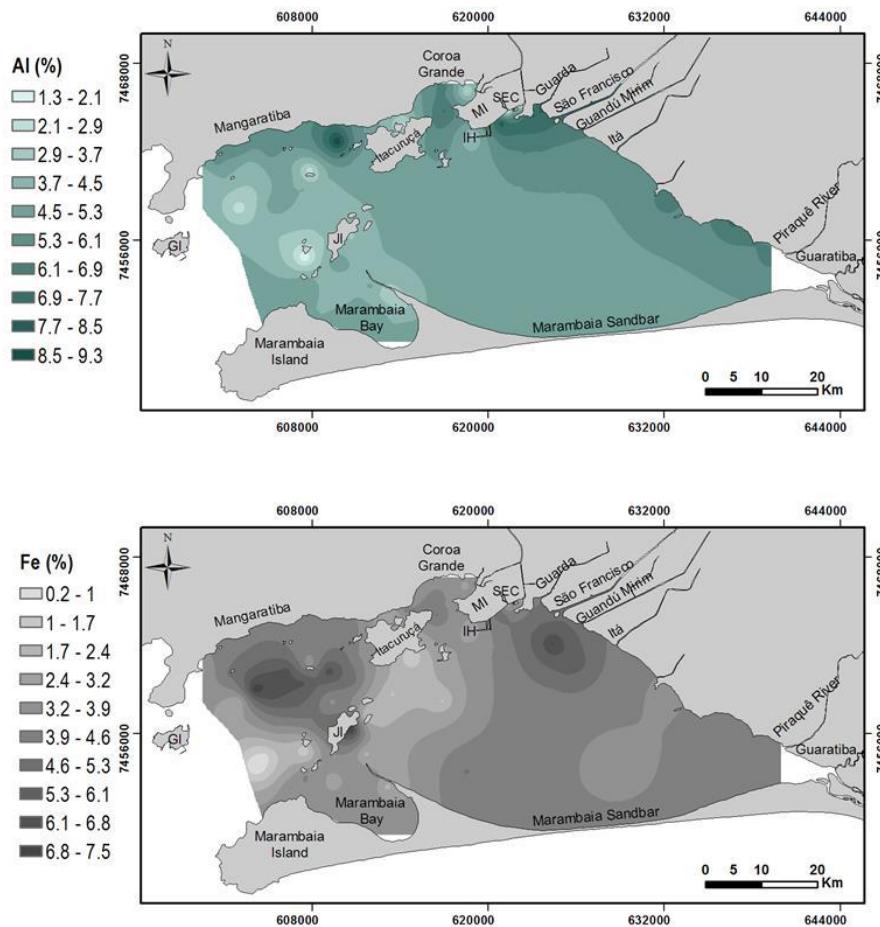 608000
620000
632000
644000
7468000
7456000
7468000
7456000
N
Al (%)
1.3 - 2.1
2.1 - 2.9
2.9 - 3.7
3.7 - 4.5
4.5 - 5.3
5.3 - 6.1
6.1 - 6.9
6.9 - 7.7
7.7 - 8.5
8.5 - 9.3
Coroa
Grande
Mangaratiba
Itacuruçá
MI
SEC
Guarda
São Francisco
Guandú Mirim
Itá
IH
JI
GI
Piraquê River
Guaratiba
Marambaia
Bay
Marambaia Sandbar
Marambaia
Island
0 5 10 20
Km
608000
620000
632000
644000
608000
620000
632000
644000
7468000
7456000
7468000
7456000
N
Fe (%)
0.2 - 1
1 - 1.7
1.7 - 2.4
2.4 - 3.2
3.2 - 3.9
3.9 - 4.6
4.6 - 5.3
5.3 - 6.1
6.1 - 6.8
6.8 - 7.5
Coroa
Grande
Mangaratiba
Itacuruçá
MI
SEC
Guarda
São Francisco
Guandú Mirim
Itá
IH
JI
GI
Piraquê River
Guaratiba
Marambaia
Bay
Marambaia Sandbar
Marambaia
Island
0 5 10 20
Km
608000
620000
632000
644000